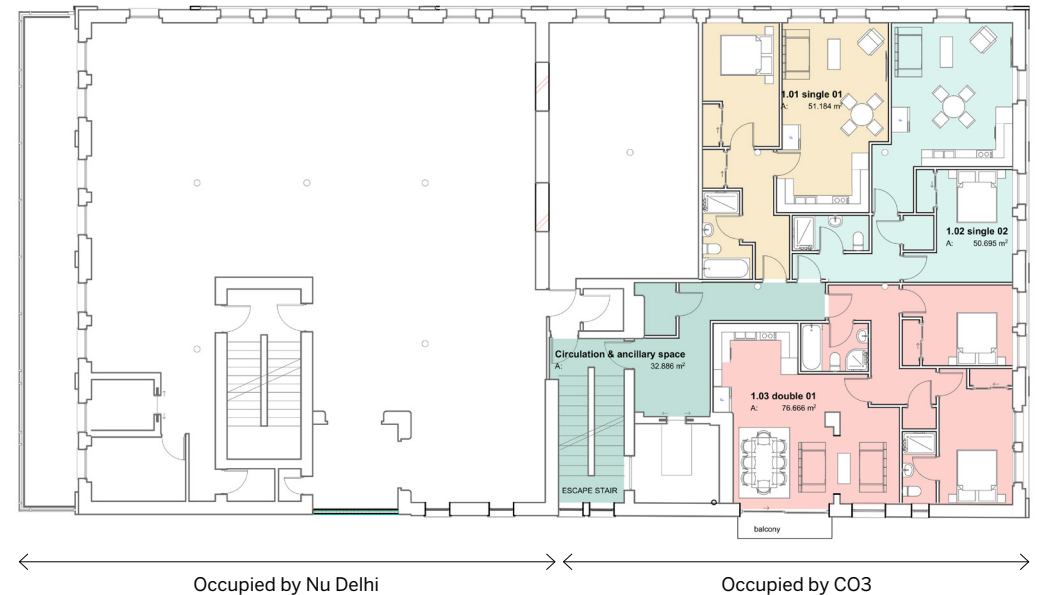 1.01 single 01
A: 51.184 m²
1.02 single 02
A: 50.695 m²
Circulation & ancillary space
A: 32.886 m²
1.03 double 01
A: 76.666 m²
ESCAPE STAIR
balcony
Occupied by Nu Delhi
Occupied by CO3